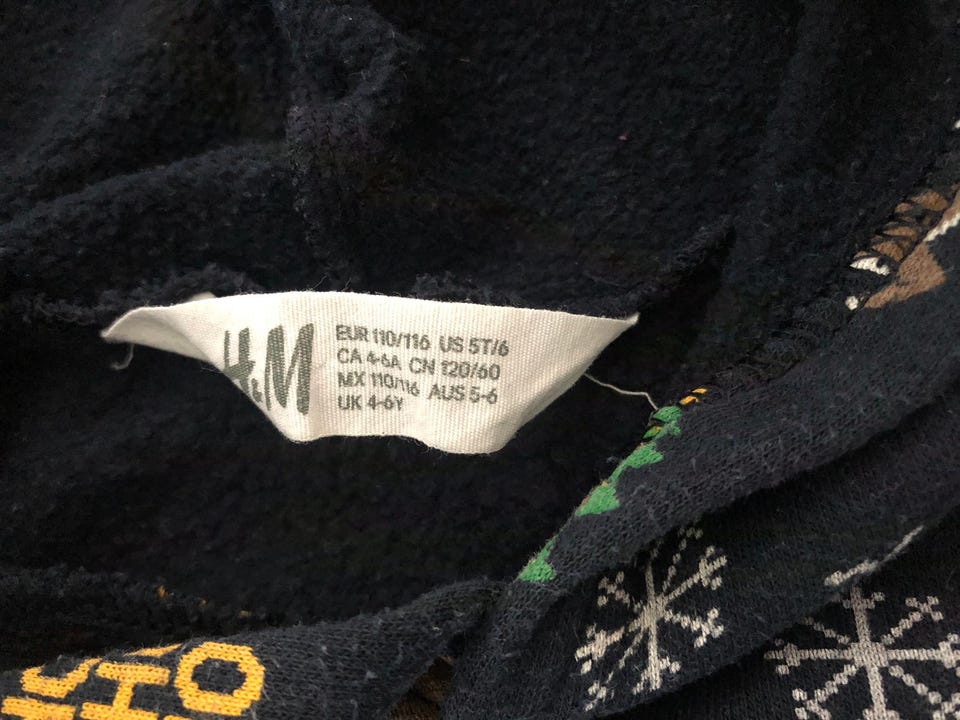 H&M
EUR 110/116 US 5T/6
CA 4-6A CN 120/60
MX 110/116 AUS 5-6
UK 4-6Y